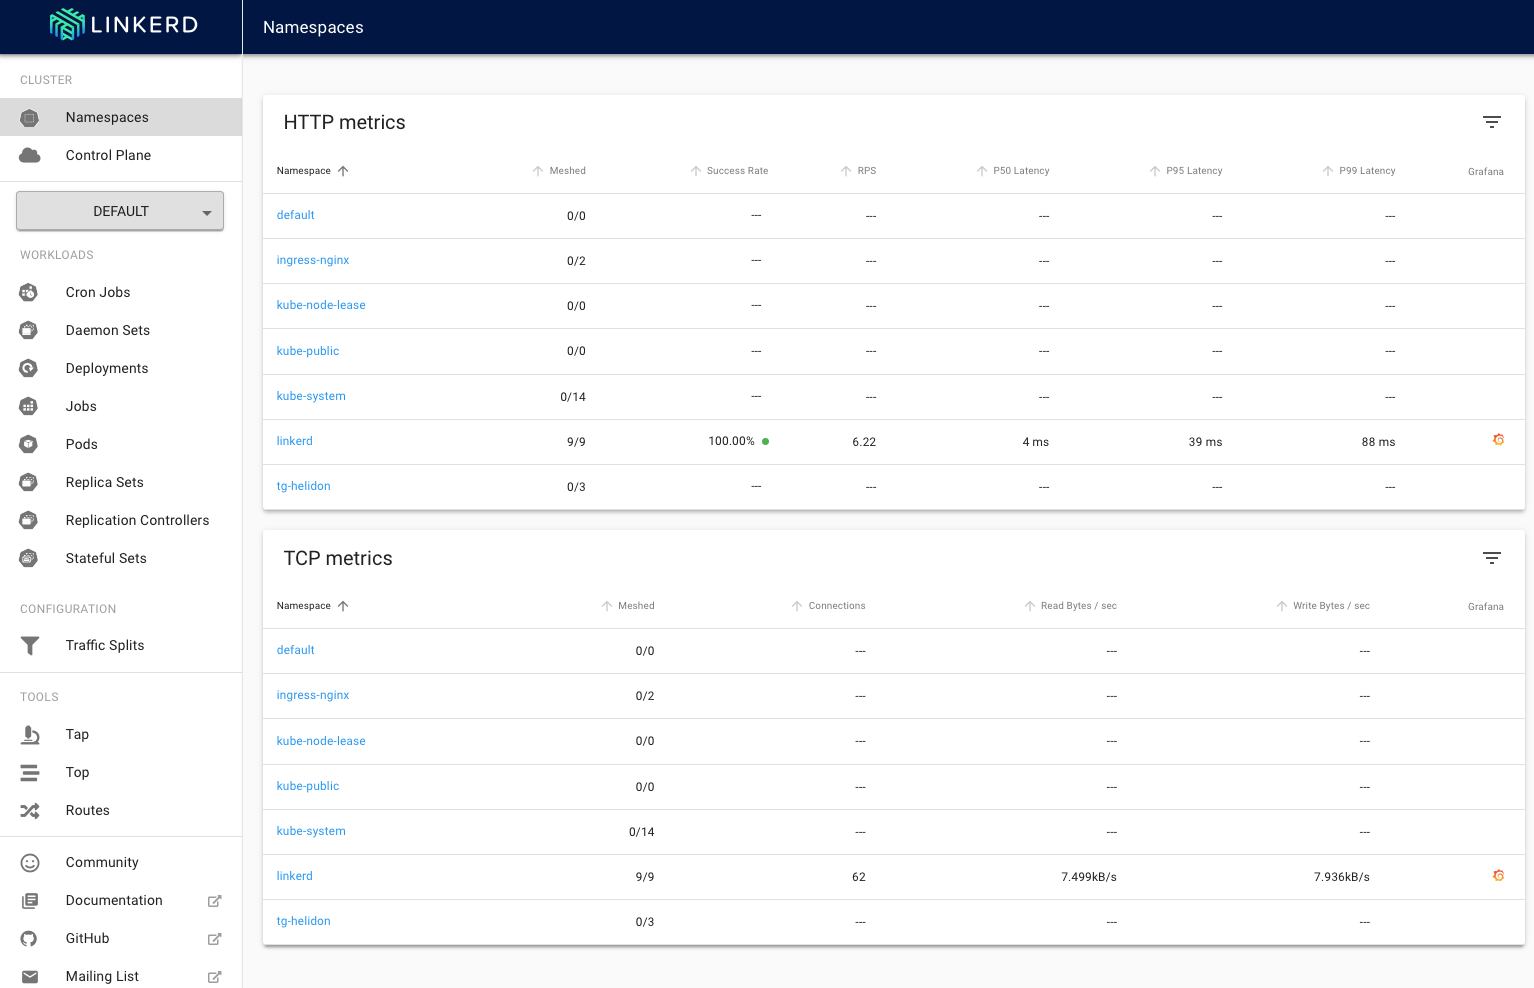 LINKERD
Namespaces
CLUSTER
Namespaces
Control Plane
DEFAULT
WORKLOADS
Cron Jobs
Daemon Sets
Deployments
Jobs
Pods
Replica Sets
Replication Controllers
Stateful Sets
CONFIGURATION
Traffic Splits
TOOLS
Tap
Top
Routes
Community
Documentation
GitHub
Mailing List
HTTP metrics
Namespace Meshed Success Rate RPS P50 Latency P95 Latency P99 Latency Grafana
default 0/0 --- --- --- --- ---
ingress-nginx 0/2 --- --- --- --- ---
kube-node-lease 0/0 --- --- --- --- ---
kube-public 0/0 --- --- --- --- ---
kube-system 0/14 --- --- --- --- ---
linkerd 9/9 100.00% 6.22 4 ms 39 ms 88 ms
tg-helidon 0/3 --- --- --- --- ---
TCP metrics
Namespace Meshed Connections Read Bytes / sec Write Bytes / sec Grafana
default 0/0 --- --- ---
ingress-nginx 0/2 --- --- ---
kube-node-lease 0/0 --- --- ---
kube-public 0/0 --- --- ---
kube-system 0/14 --- --- ---
linkerd 9/9 62 7.499kB/s 7.936kB/s
tg-helidon 0/3 --- --- ---